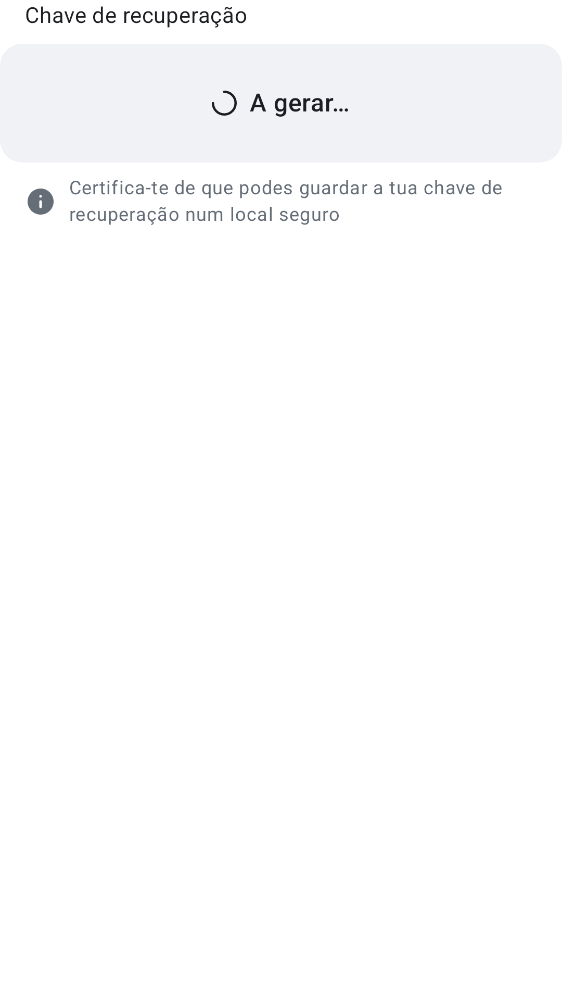 Chave de recuperação
A gerar…
Certifica-te de que podes guardar a tua chave de
recuperação num local seguro